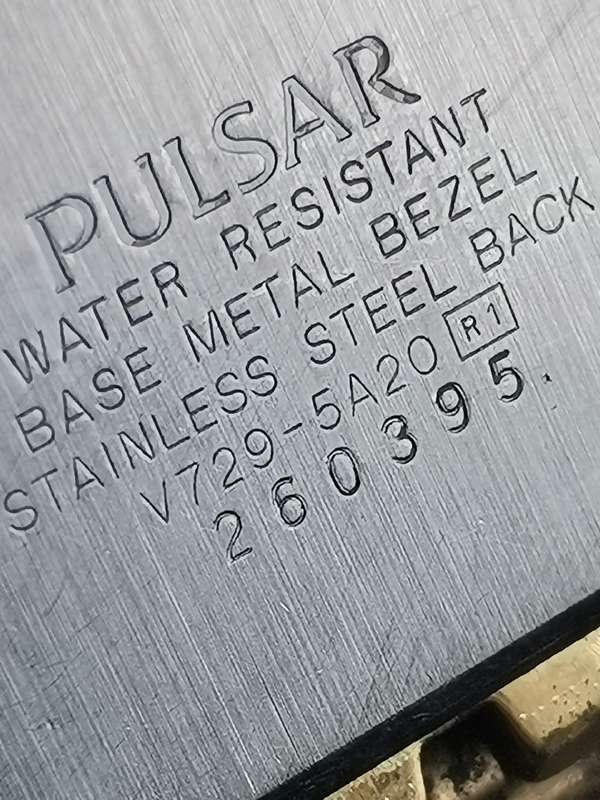 PULSAR
WATER RESISTANT
BASE METAL BEZEL
STAINLESS STEEL BACK
V729-5A20 R1
260395.